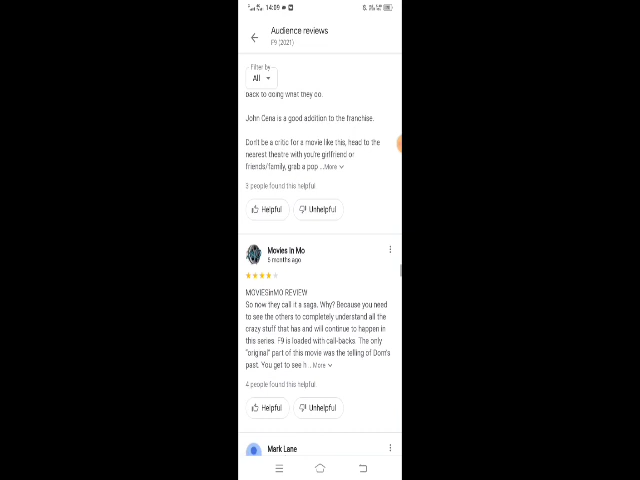 14:09
Audience reviews
F9 (2021)
Filter by
All
back to doing what they do.
John Cena is a good addition to the franchise.
Don't be a critic for a movie like this, head to the
nearest theatre with you're girlfriend or
friends/family, grab a pop ...More
3 people found this helpful
Helpful Unhelpful
Movies In Mo
5 months ago
MOVIESinMO REVIEW
So now they call it a saga. Why? Because you need
to see the others to completely understand all the
crazy stuff that has and will continue to happen in
this series. F9 is loaded with call-backs. The only
"original" part of this movie was the telling of Dom's
past. You get to see h... More
4 people found this helpful
Helpful Unhelpful
Mark Lane